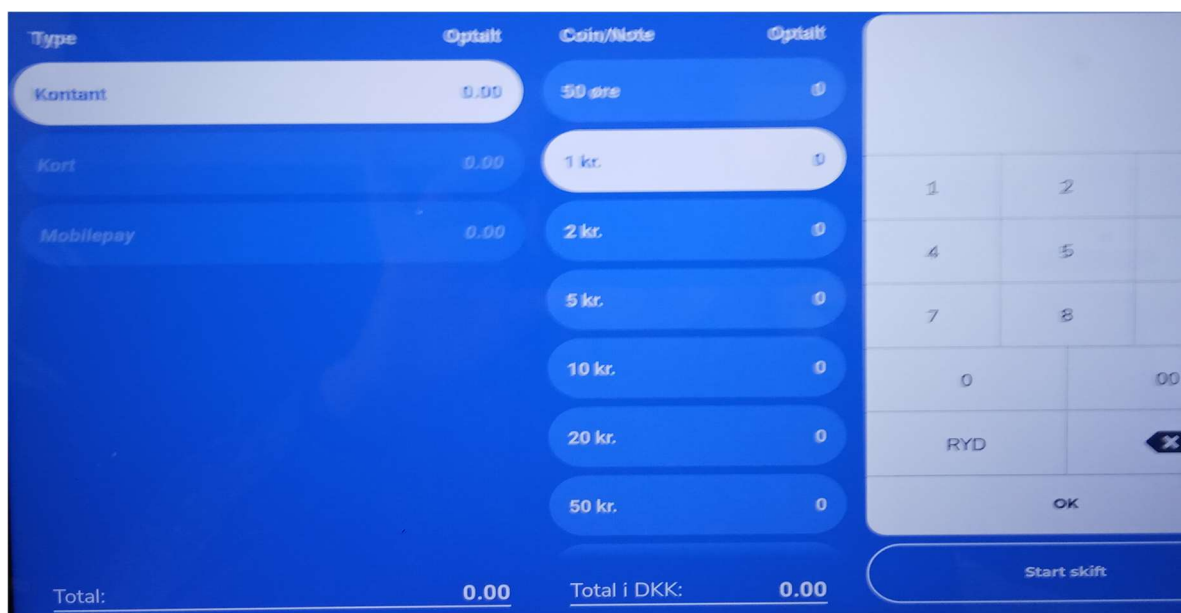 Type Optalt
Kontant 0.00
Kort 0.00
Mobilepay 0.00
Total: 0.00
Coin/Note Optalt
50 øre 0
1 kr. 0
2 kr. 0
5 kr. 0
10 kr. 0
20 kr. 0
50 kr. 0
Total i DKK: 0.00
1 2
4 5
7 8
0 00
RYD
OK
Start skift